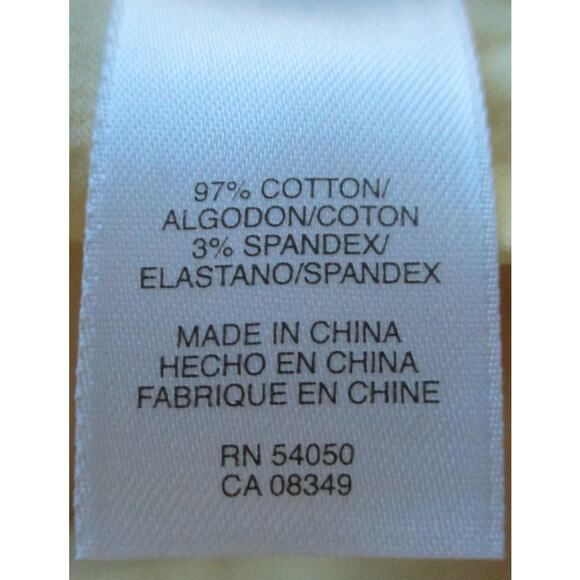 97% COTTON/
ALGODON/COTON
3% SPANDEX/
ELASTANO/SPANDEX
MADE IN CHINA
HECHO EN CHINA
FABRIQUE EN CHINE
RN 54050
CA 08349